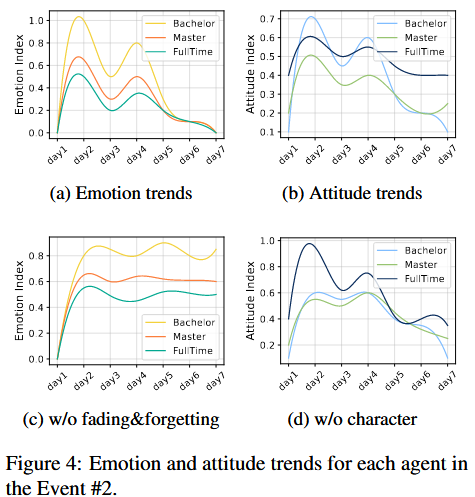 Emotion Index
1.0
0.8
0.6
0.4
0.2
0.0
Bachelor
Master
FullTime
day1 day2 day3 day4 day5 day6 day7
(a) Emotion trends
Attitude Index
0.7
0.6
0.5
0.4
0.3
0.2
0.1
Bachelor
Master
FullTime
day1 day2 day3 day4 day5 day6 day7
(b) Attitude trends
Emotion Index
0.8
0.6
0.4
0.2
0.0
Bachelor
Master
FullTime
day1 day2 day3 day4 day5 day6 day7
(c) w/o fading&forgetting
Attitude Index
1.0
0.8
0.6
0.4
0.2
Bachelor
Master
FullTime
day1 day2 day3 day4 day5 day6 day7
(d) w/o character
Figure 4: Emotion and attitude trends for each agent in
the Event #2.